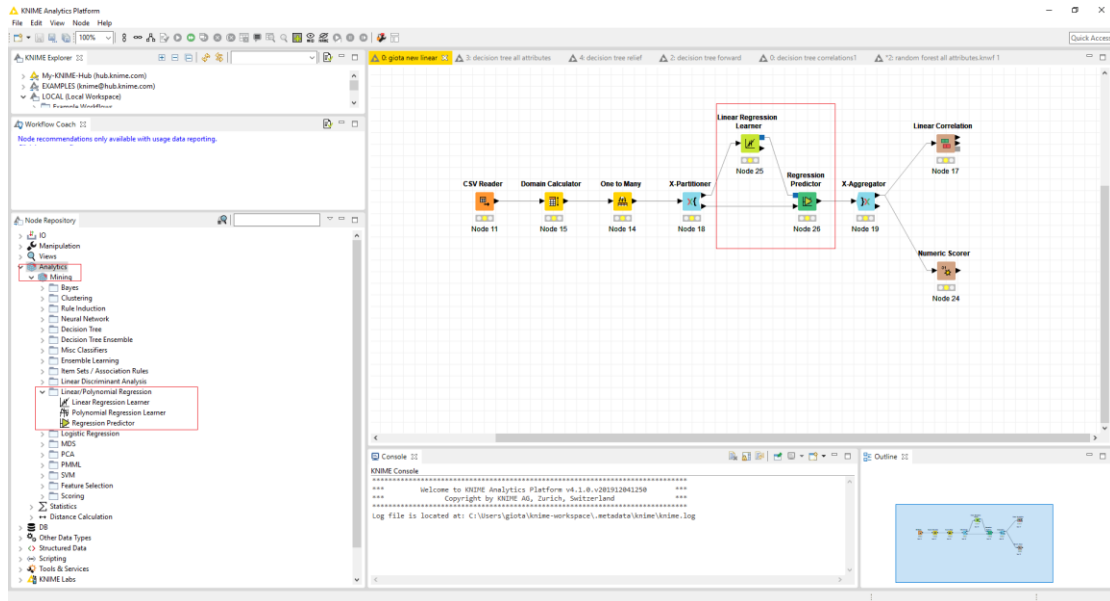 KNIME Analytics Platform
File Edit View Node Help
100%
Quick Access
KNIME Explorer
My-KNIME-Hub (hub.knime.com)
EXAMPLES (knime@hub.knime.com)
LOCAL (Local Workspace)
Example Workflows
Workflow Coach
Node recommendations only available with usage data reporting.
Node Repository
IO
Manipulation
Views
Analytics
Mining
Bayes
Clustering
Rule Induction
Neural Network
Decision Tree
Decision Tree Ensemble
Misc Classifiers
Ensemble Learning
Item Sets / Association Rules
Linear Discriminant Analysis
Linear/Polynomial Regression
Linear Regression Learner
Polynomial Regression Learner
Regression Predictor
Logistic Regression
MDS
PCA
PMML
SVM
Feature Selection
Scoring
Statistics
Distance Calculation
DB
Other Data Types
Structured Data
Scripting
Tools & Services
KNIME Labs
0: giota new linear
3: decision tree all attributes
4: decision tree relief
2: decision tree forward
0: decision tree correlations1
*2: random forest all attributes.knwf 1
Linear Regression
Learner
Node 25
Linear Correlation
Node 17
CSV Reader
Node 11
Domain Calculator
Node 15
One to Many
Node 14
X-Partitioner
Node 18
Regression
Predictor
Node 26
X-Aggregator
Node 19
Numeric Scorer
Node 24
Console
KNIME Console
*** Welcome to KNIME Analytics Platform v4.1.0.v201912041250 ***
*** Copyright by KNIME AG, Zurich, Switzerland ***
Log file is located at: C:\Users\giota\knime-workspace\.metadata\knime\knime.log
Outline